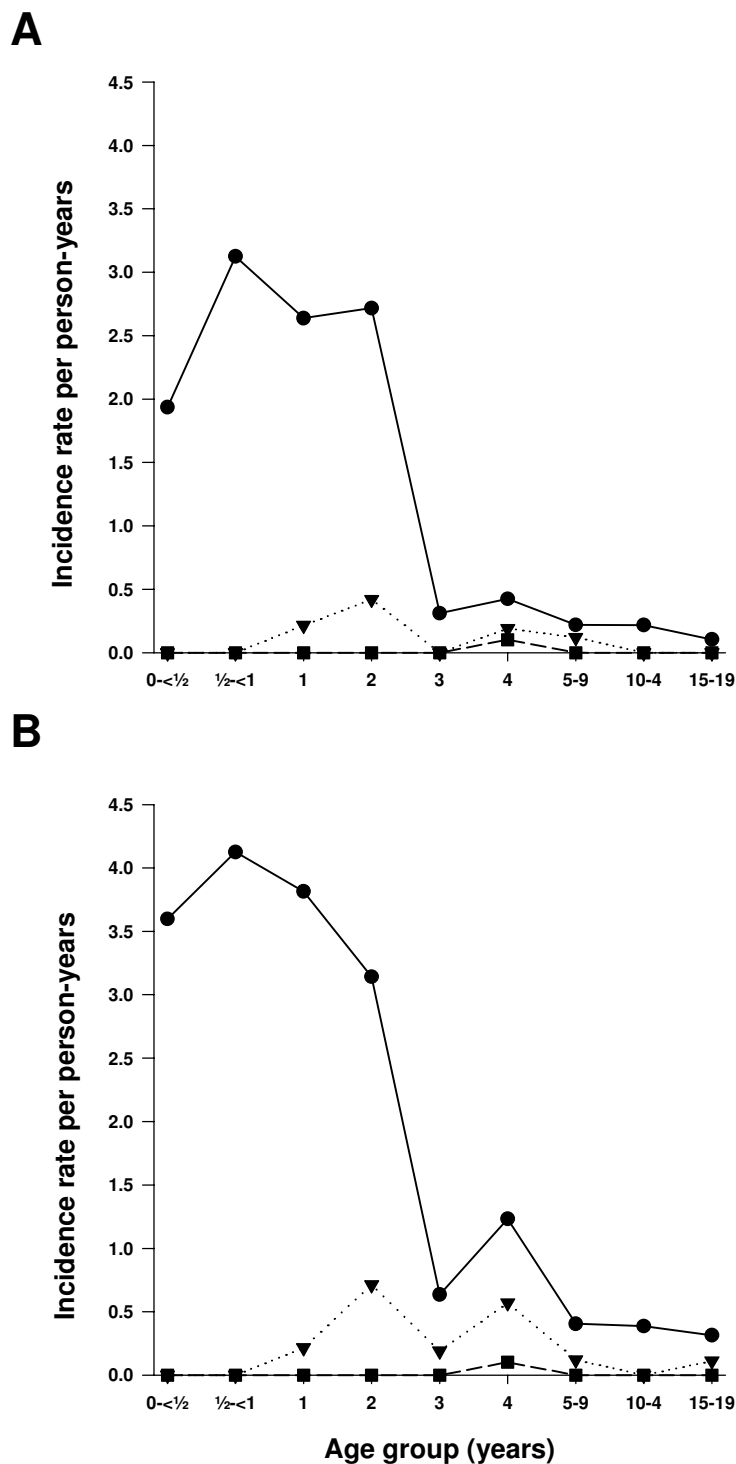 A
Incidence rate per person-years
4.5
4.0
3.5
3.0
2.5
2.0
1.5
1.0
0.5
0.0
0-<½ ½-<1 1 2 3 4 5-9 10-4 15-19
B
Incidence rate per person-years
4.5
4.0
3.5
3.0
2.5
2.0
1.5
1.0
0.5
0.0
0-<½ ½-<1 1 2 3 4 5-9 10-4 15-19
Age group (years)